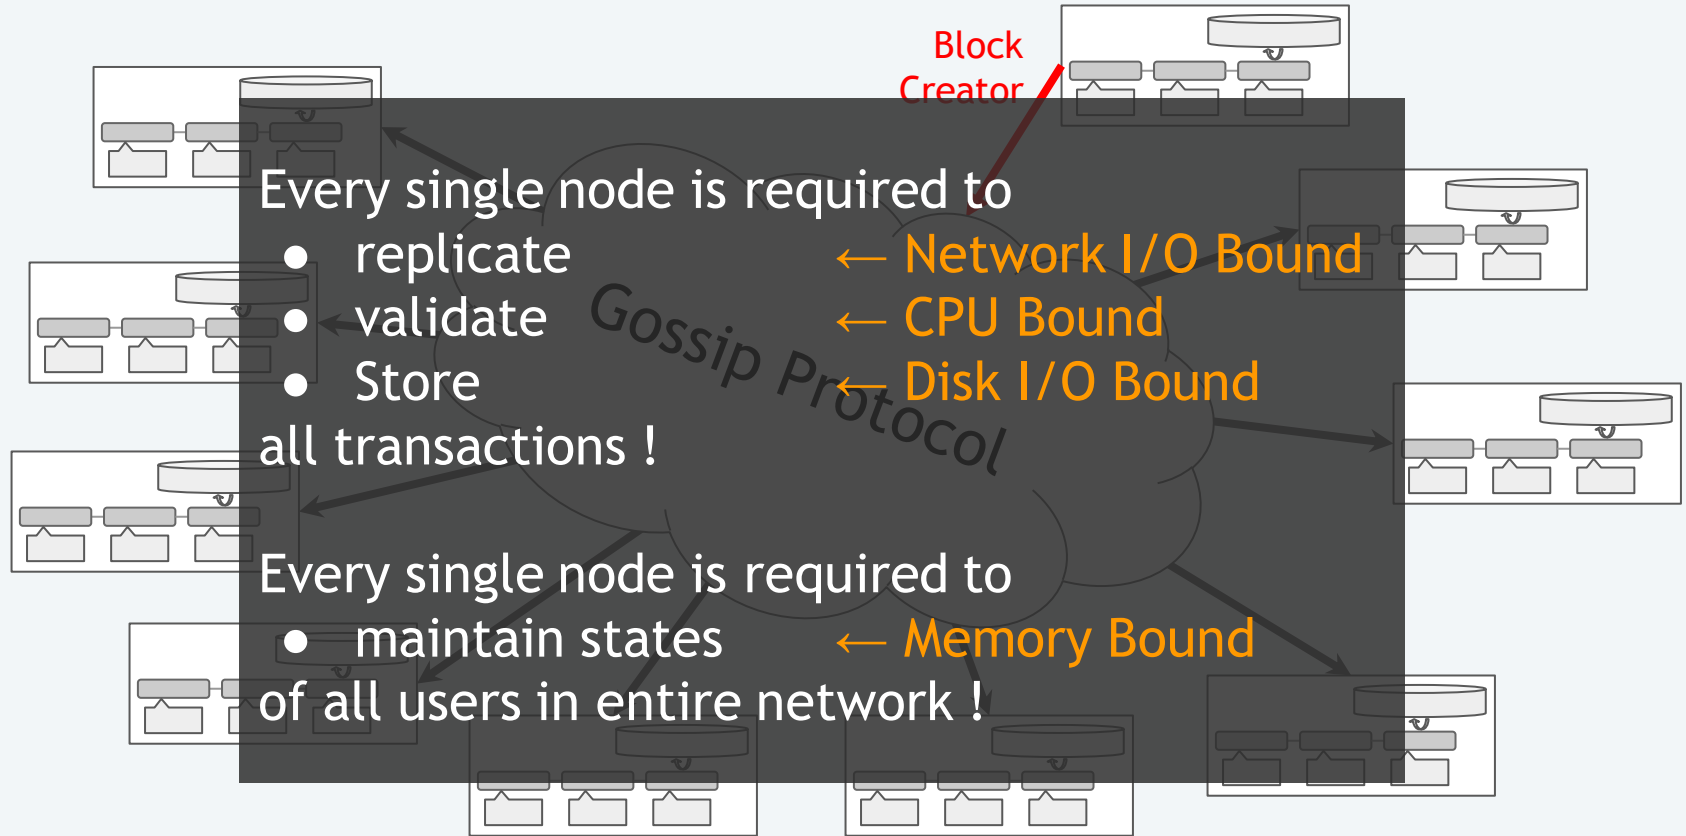 Block
Creator
Every single node is required to
● replicate ← Network I/O Bound
● validate ← CPU Bound
● Store ← Disk I/O Bound
all transactions !
Gossip Protocol
Every single node is required to
● maintain states ← Memory Bound
of all users in entire network !